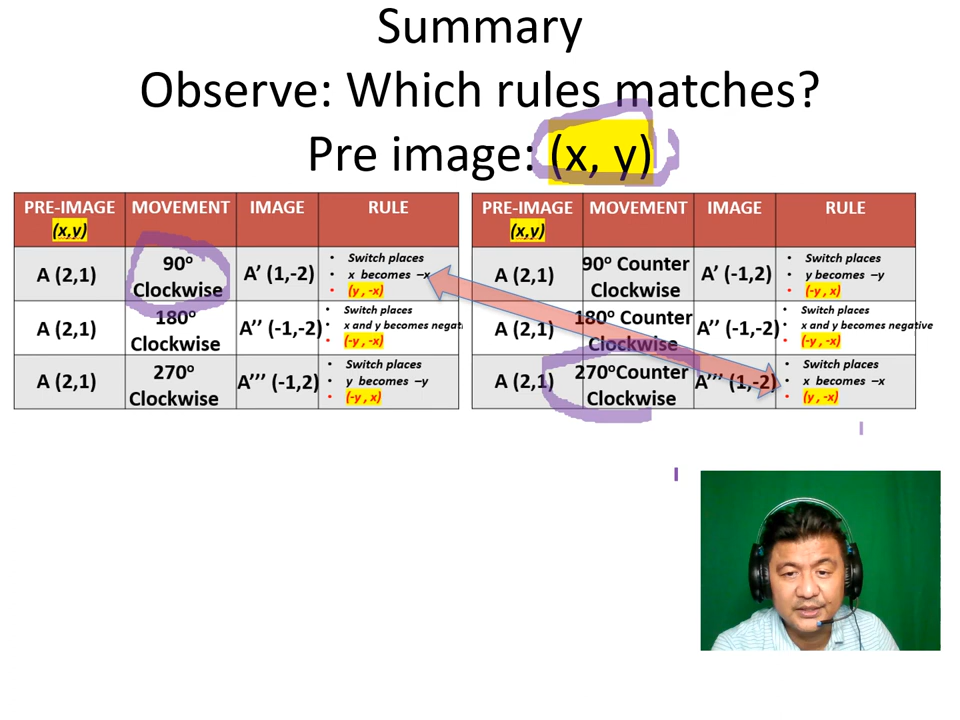 Summary
Observe: Which rules matches?
Pre image: (x, y)
PRE-IMAGE (x,y) MOVEMENT IMAGE RULE
A (2,1) 90° Clockwise A’ (1,-2)
• Switch places
• x becomes –x
• (y , -x)
A (2,1) 180° Clockwise A’’ (-1,-2)
• Switch places
• x and y becomes negati
• (-y , -x)
A (2,1) 270° Clockwise A’’’ (-1,2)
• Switch places
• y becomes –y
• (-y , x)
PRE-IMAGE (x,y) MOVEMENT IMAGE RULE
A (2,1) 90° Counter Clockwise A’ (-1,2)
• Switch places
• y becomes –y
• (-y , x)
A (2,1) 180° Counter Clockwise A’’ (-1,-2)
• Switch places
• x and y becomes negative
• (-y , -x)
A (2,1) 270°Counter Clockwise A’’’ (1,-2)
• Switch places
• x becomes –x
• (y , -x)